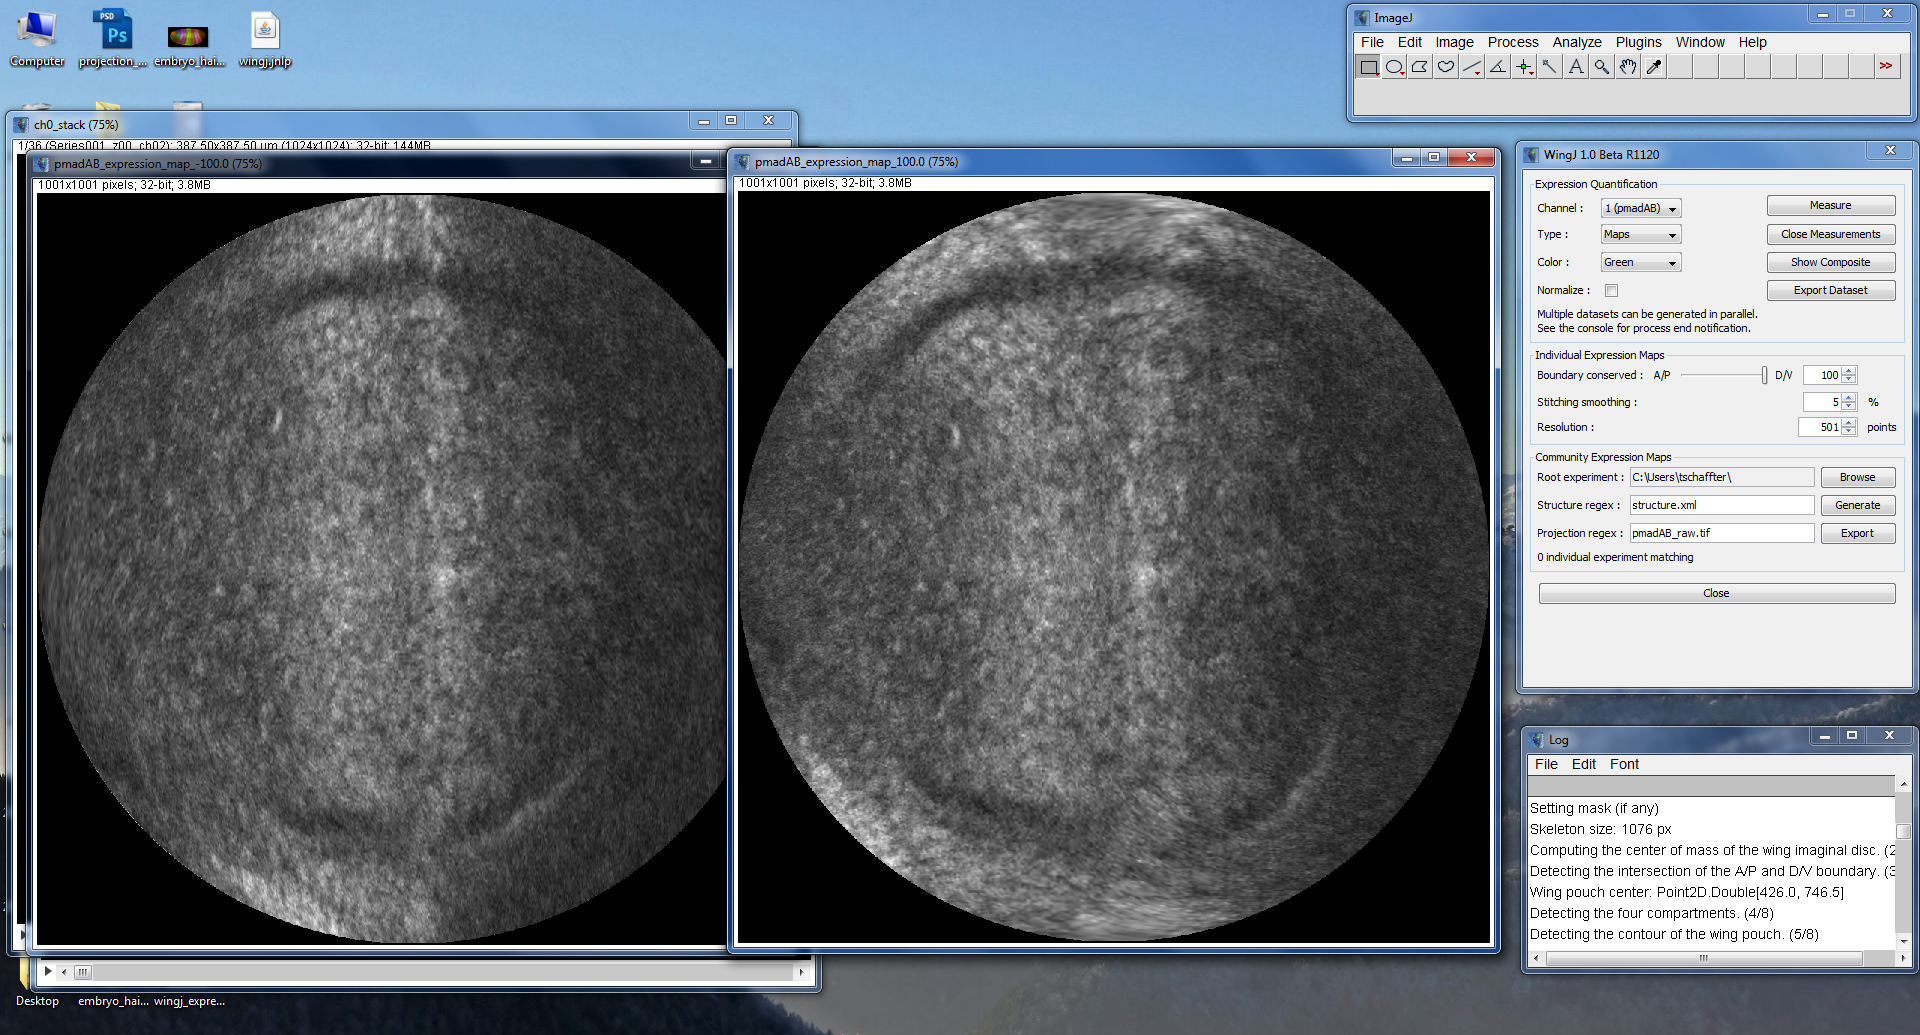 Computer
projection_...
embryo_hai...
wingj.jnlp
ch0_stack (75%)
1/36 (Series001_z00_ch02); 387.50x387.50 um (1024x1024); 32-bit; 144MB
pmadAB_expression_map_-100.0 (75%)
1001x1001 pixels; 32-bit; 3.8MB
pmadAB_expression_map_100.0 (75%)
1001x1001 pixels; 32-bit; 3.8MB
Desktop
embryo_hai...
wingj_expre...
ImageJ
File Edit Image Process Analyze Plugins Window Help
>>
WingJ 1.0 Beta R1120
Expression Quantification
Channel : 1 (pmadAB) Measure
Type : Maps Close Measurements
Color : Green Show Composite
Normalize : Export Dataset
Multiple datasets can be generated in parallel.
See the console for process end notification.
Individual Expression Maps
Boundary conserved : A/P D/V 100
Stitching smoothing : 5 %
Resolution : 501 points
Community Expression Maps
Root experiment : C:\Users\tschaffter\ Browse
Structure regex : structure.xml Generate
Projection regex : pmadAB_raw.tif Export
0 individual experiment matching
Close
Log
File Edit Font
Setting mask (if any)
Skeleton size: 1076 px
Computing the center of mass of the wing imaginal disc. (2
Detecting the intersection of the A/P and D/V boundary. (3
Wing pouch center: Point2D.Double[426.0, 746.5]
Detecting the four compartments. (4/8)
Detecting the contour of the wing pouch. (5/8)